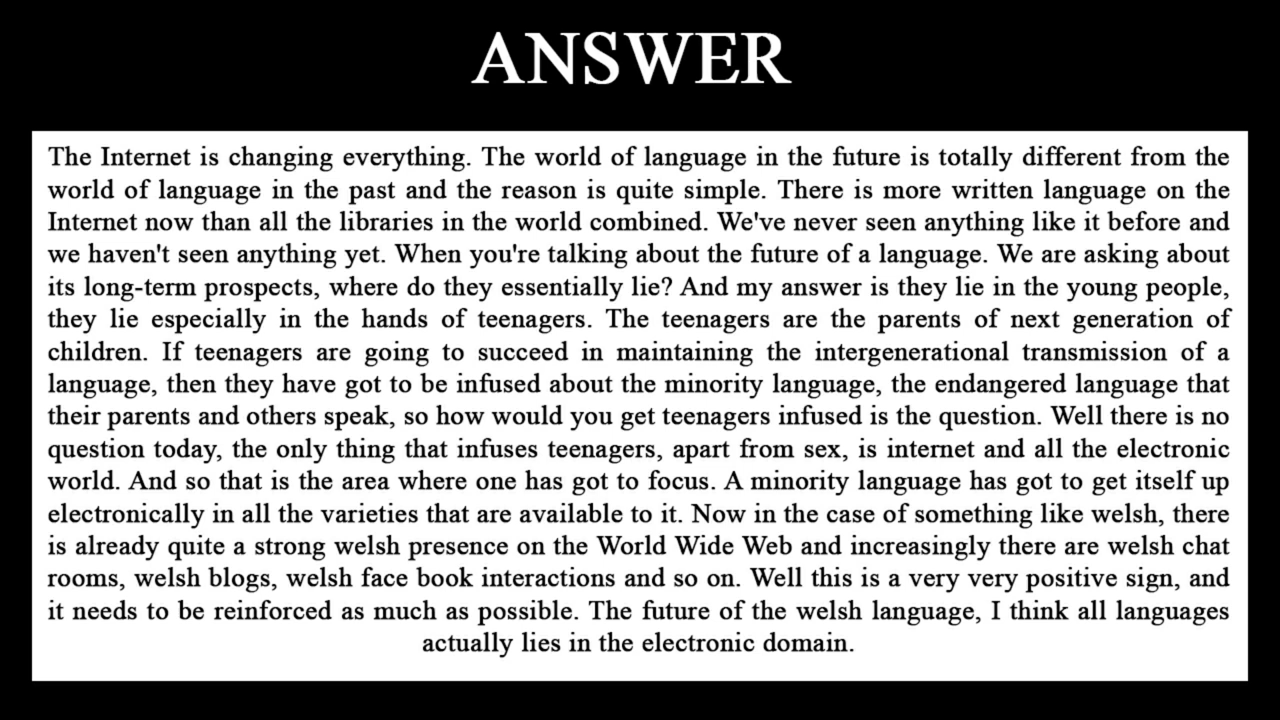 ANSWER
The Internet is changing everything. The world of language in the future is totally different from the
world of language in the past and the reason is quite simple. There is more written language on the
Internet now than all the libraries in the world combined. We've never seen anything like it before and
we haven't seen anything yet. When you're talking about the future of a language. We are asking about
its long-term prospects, where do they essentially lie? And my answer is they lie in the young people,
they lie especially in the hands of teenagers. The teenagers are the parents of next generation of
children. If teenagers are going to succeed in maintaining the intergenerational transmission of a
language, then they have got to be infused about the minority language, the endangered language that
their parents and others speak, so how would you get teenagers infused is the question. Well there is no
question today, the only thing that infuses teenagers, apart from sex, is internet and all the electronic
world. And so that is the area where one has got to focus. A minority language has got to get itself up
electronically in all the varieties that are available to it. Now in the case of something like welsh, there
is already quite a strong welsh presence on the World Wide Web and increasingly there are welsh chat
rooms, welsh blogs, welsh face book interactions and so on. Well this is a very very positive sign, and
it needs to be reinforced as much as possible. The future of the welsh language, I think all languages
actually lies in the electronic domain.